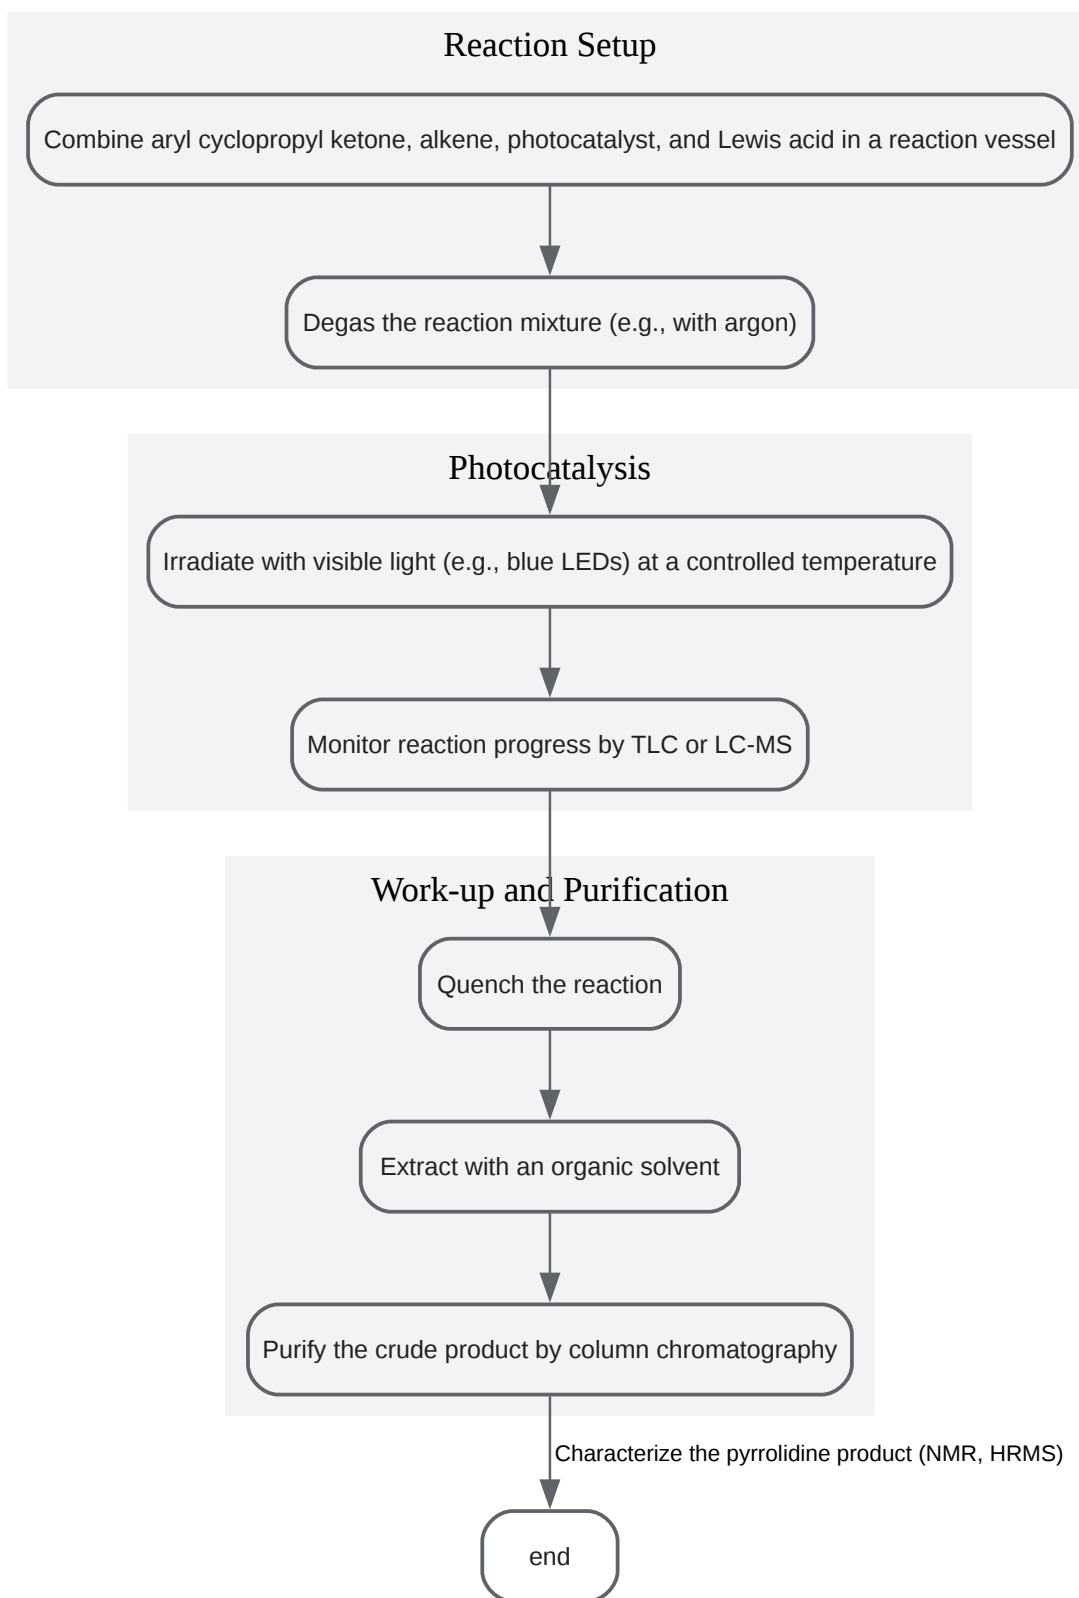 Reaction Setup
Combine aryl cyclopropyl ketone, alkene, photocatalyst, and Lewis acid in a reaction vessel
Degas the reaction mixture (e.g., with argon)
Photocatalysis
Irradiate with visible light (e.g., blue LEDs) at a controlled temperature
Monitor reaction progress by TLC or LC-MS
Work-up and Purification
Quench the reaction
Extract with an organic solvent
Purify the crude product by column chromatography
Characterize the pyrrolidine product (NMR, HRMS)
end